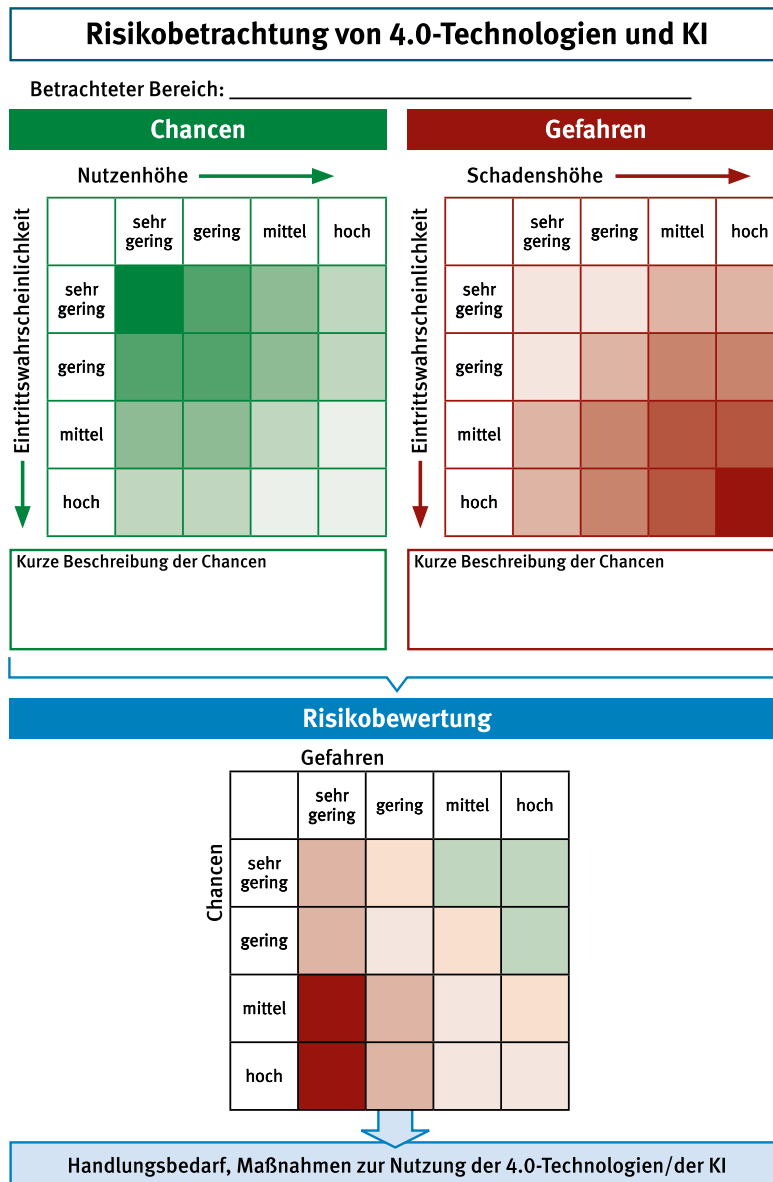 Risikobetrachtung von 4.0-Technologien und KI
Betrachteter Bereich:
Chancen
Nutzenhöhe
Eintrittswahrscheinlichkeit
sehr gering
gering
mittel
hoch
sehr gering
gering
mittel
hoch
Kurze Beschreibung der Chancen
Gefahren
Schadenshöhe
Eintrittswahrscheinlichkeit
sehr gering
gering
mittel
hoch
sehr gering
gering
mittel
hoch
Kurze Beschreibung der Chancen
Risikobewertung
Gefahren
Chancen
sehr gering
gering
mittel
hoch
sehr gering
gering
mittel
hoch
Handlungsbedarf, Maßnahmen zur Nutzung der 4.0-Technologien/der KI